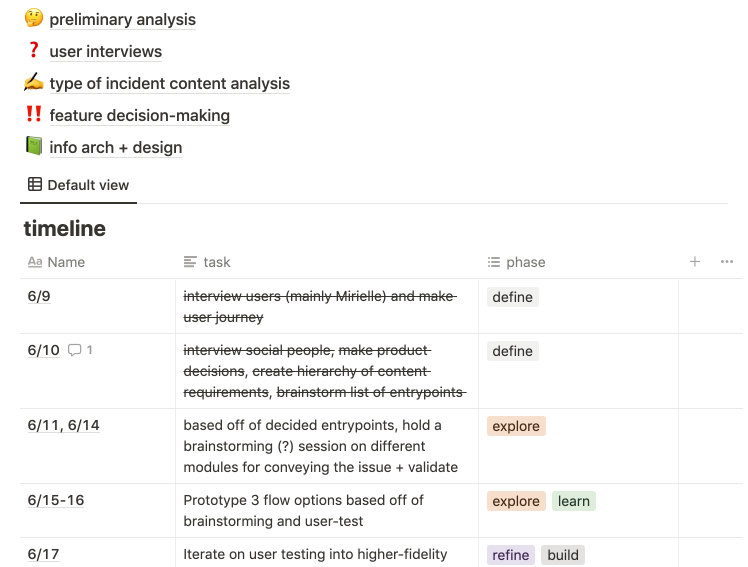 🤔 preliminary analysis
❓ user interviews
✍️ type of incident content analysis
‼️ feature decision-making
📗 info arch + design
Default view
timeline
Aa Name task phase
6/9 interview users (mainly Mirielle) and make define
user journey
6/10 1 interview social people, make product define
decisions, create hierarchy of content
requirements, brainstorm list of entrypoints
6/11, 6/14 based off of decided entrypoints, hold a explore
brainstorming (?) session on different
modules for conveying the issue + validate
6/15-16 Prototype 3 flow options based off of explore learn
brainstorming and user-test
6/17 Iterate on user testing into higher-fidelity refine build